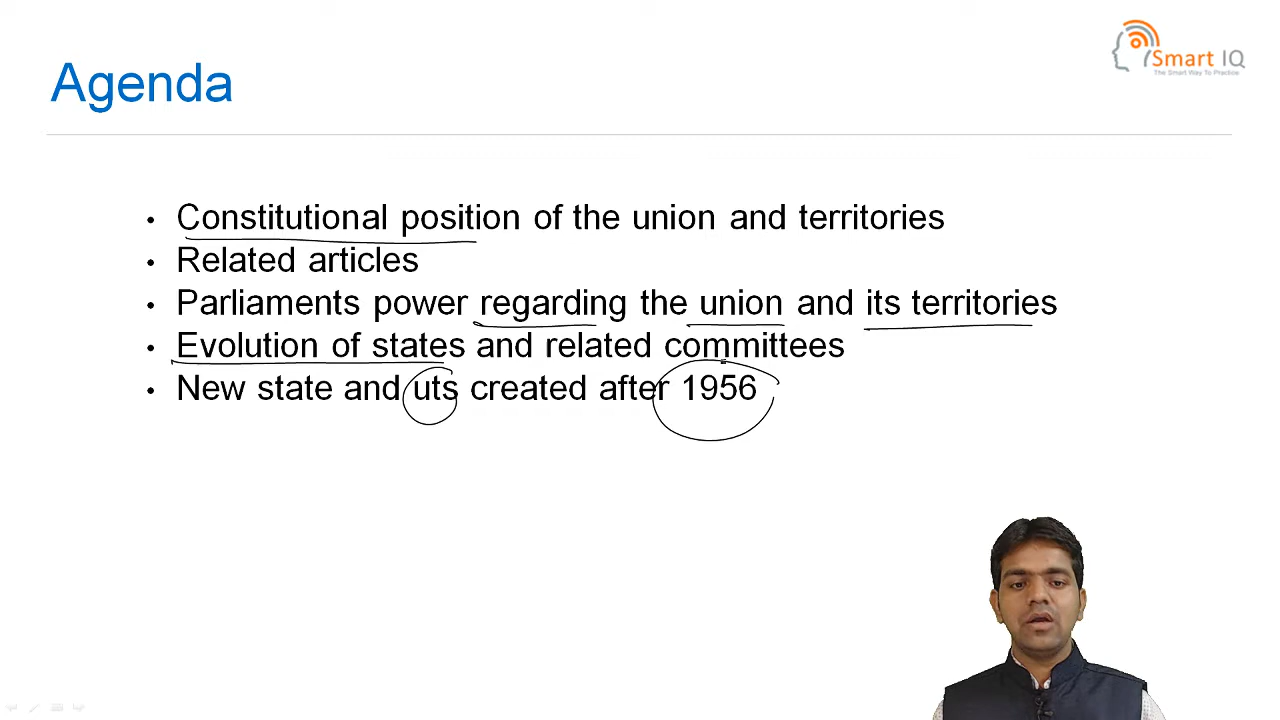 Smart IQ
The Smart Way To Practice
Agenda
• Constitutional position of the union and territories
• Related articles
• Parliaments power regarding the union and its territories
• Evolution of states and related committees
• New state and uts created after 1956